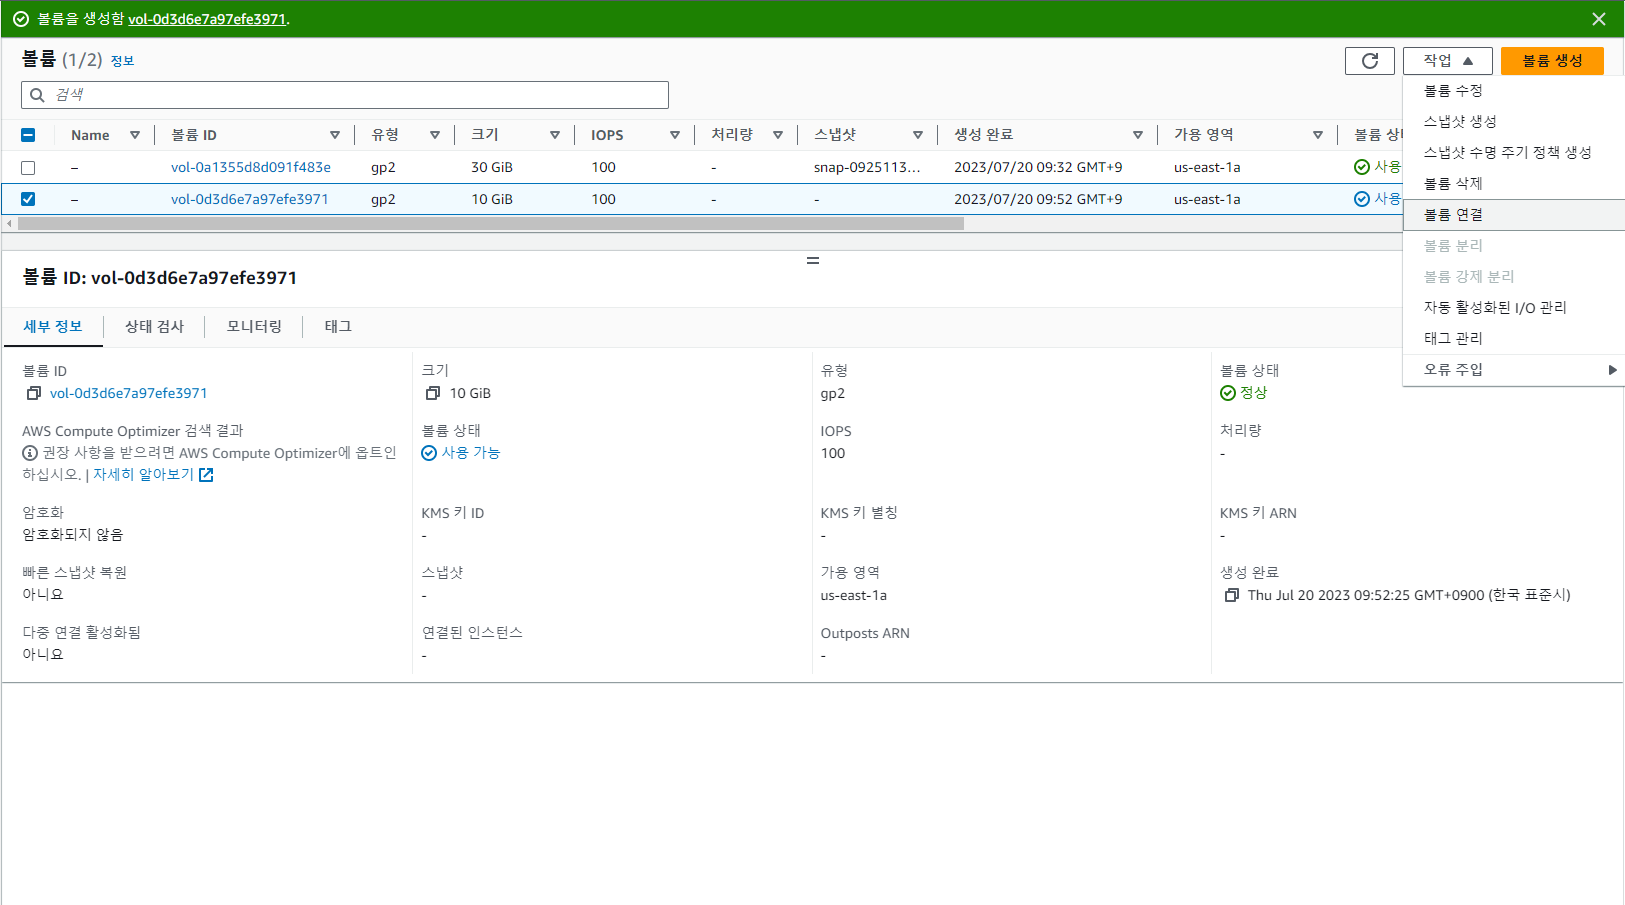 볼륨을 생성함 vol-0d3d6e7a97efe3971.
볼륨 (1/2) 정보
작업
볼륨 생성
검색
Name 볼륨 ID 유형 크기 IOPS 처리량 스냅샷 생성 완료 가용 영역 볼륨
– vol-0a1355d8d091f483e gp2 30 GiB 100 - snap-0925113... 2023/07/20 09:32 GMT+9 us-east-1a 사용
– vol-0d3d6e7a97efe3971 gp2 10 GiB 100 - - 2023/07/20 09:52 GMT+9 us-east-1a 사용
볼륨 수정
스냅샷 생성
스냅샷 수명 주기 정책 생성
볼륨 삭제
볼륨 연결
볼륨 분리
볼륨 강제 분리
자동 활성화된 I/O 관리
태그 관리
오류 주입
볼륨 ID: vol-0d3d6e7a97efe3971
세부 정보 상태 검사 모니터링 태그
볼륨 ID
vol-0d3d6e7a97efe3971
크기
10 GiB
유형
gp2
볼륨 상태
정상
AWS Compute Optimizer 검색 결과
권장 사항을 받으려면 AWS Compute Optimizer에 옵트인
하십시오. | 자세히 알아보기
볼륨 상태
사용 가능
IOPS
100
처리량
-
암호화
암호화되지 않음
KMS 키 ID
-
KMS 키 별칭
-
KMS 키 ARN
-
빠른 스냅샷 복원
아니요
스냅샷
-
가용 영역
us-east-1a
생성 완료
Thu Jul 20 2023 09:52:25 GMT+0900 (한국 표준시)
다중 연결 활성화됨
아니요
연결된 인스턴스
-
Outposts ARN
-